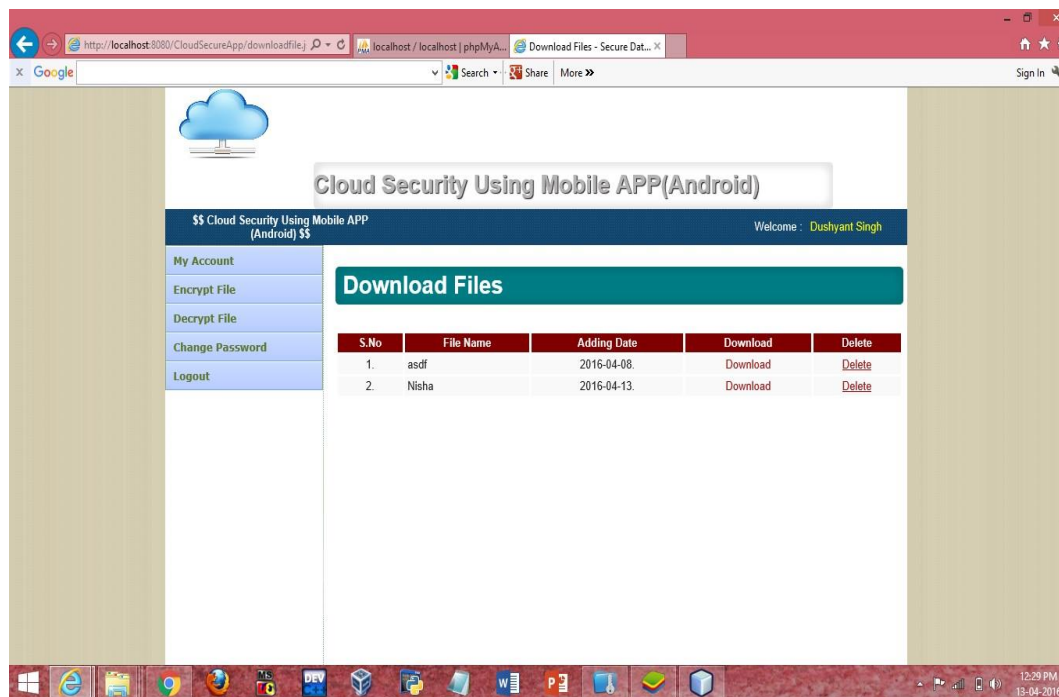 http://localhost:8080/CloudSecureApp/downloadfile.j
localhost / localhost | phpMyA...
Download Files - Secure Dat...
x Google
Search
Share
More »
Sign In
Cloud Security Using Mobile APP(Android)
$$ Cloud Security Using Mobile APP
(Android) $$
Welcome : Dushyant Singh
My Account
Encrypt File
Decrypt File
Change Password
Logout
Download Files
S.No File Name Adding Date Download Delete
1. asdf 2016-04-08. Download Delete
2. Nisha 2016-04-13. Download Delete
DEV
12:29 PM
13-04-2016